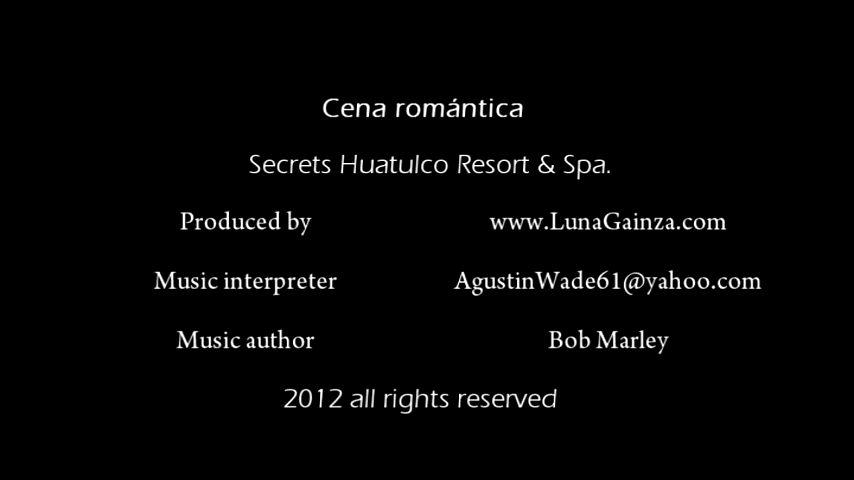 Cena romántica
Secrets Huatulco Resort & Spa.
Produced by www.LunaGainza.com
Music interpreter AgustinWade61@yahoo.com
Music author Bob Marley
2012 all rights reserved